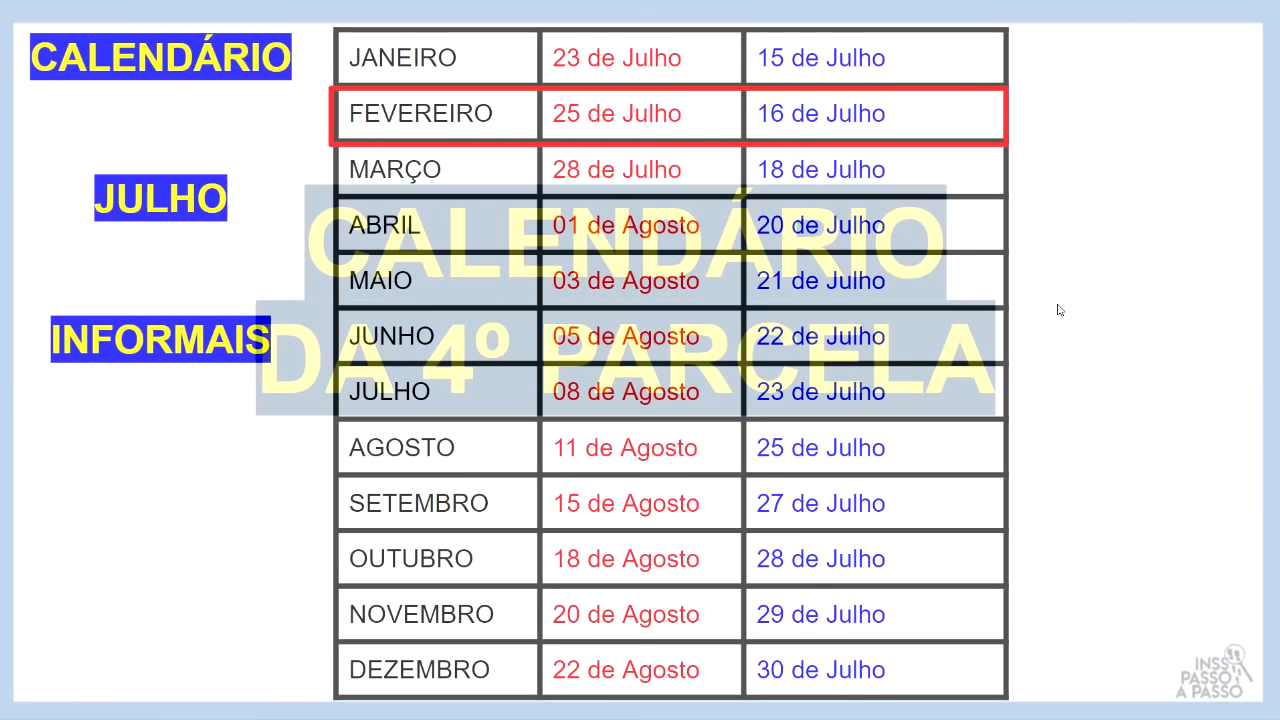 CALENDÁRIO
JULHO
INFORMAIS
JANEIRO 23 de Julho 15 de Julho
FEVEREIRO 25 de Julho 16 de Julho
MARÇO 28 de Julho 18 de Julho
ABRIL 01 de Agosto 20 de Julho
MAIO 03 de Agosto 21 de Julho
JUNHO 05 de Agosto 22 de Julho
JULHO 08 de Agosto 23 de Julho
AGOSTO 11 de Agosto 25 de Julho
SETEMBRO 15 de Agosto 27 de Julho
OUTUBRO 18 de Agosto 28 de Julho
NOVEMBRO 20 de Agosto 29 de Julho
DEZEMBRO 22 de Agosto 30 de Julho
CALENDÁRIO
DA 4º PARCELA
INSS
PASSO
A PASSO